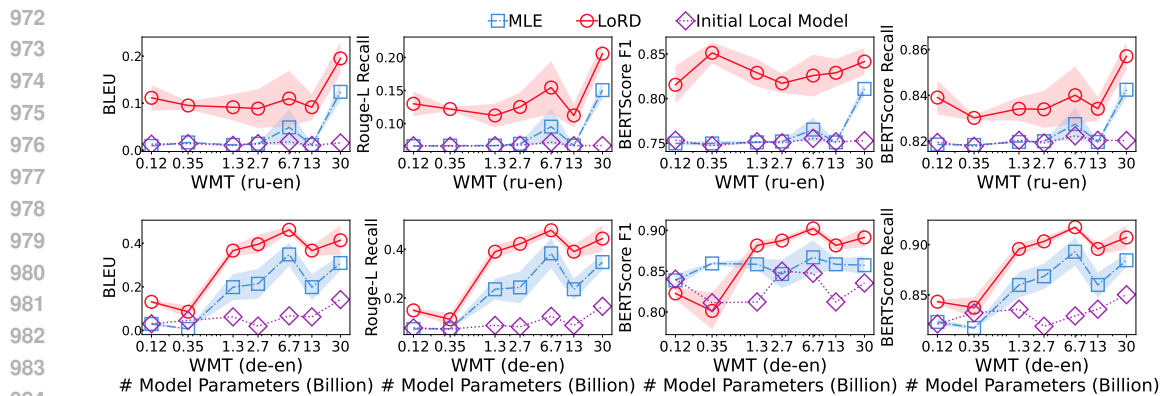 972
973
974
975
976
977
978
979
980
981
982
983
MLE LoRD Initial Local Model
BLEU
0.2
0.1
0.0
0.12 0.35 1.3 2.7 6.7 13 30
WMT (ru-en)
Rouge-L Recall
0.20
0.15
0.10
0.12 0.35 1.3 2.7 6.7 13 30
WMT (ru-en)
BERTScore F1
0.85
0.80
0.75
0.12 0.35 1.3 2.7 6.7 13 30
WMT (ru-en)
BERTScore Recall
0.86
0.84
0.82
0.12 0.35 1.3 2.7 6.7 13 30
WMT (ru-en)
BLEU
0.4
0.2
0.0
0.12 0.35 1.3 2.7 6.7 13 30
WMT (de-en)
# Model Parameters (Billion)
Rouge-L Recall
0.4
0.2
0.12 0.35 1.3 2.7 6.7 13 30
WMT (de-en)
# Model Parameters (Billion)
BERTScore F1
0.90
0.85
0.80
0.12 0.35 1.3 2.7 6.7 13 30
WMT (de-en)
# Model Parameters (Billion)
BERTScore Recall
0.90
0.85
0.12 0.35 1.3 2.7 6.7 13 30
WMT (de-en)
# Model Parameters (Billion)